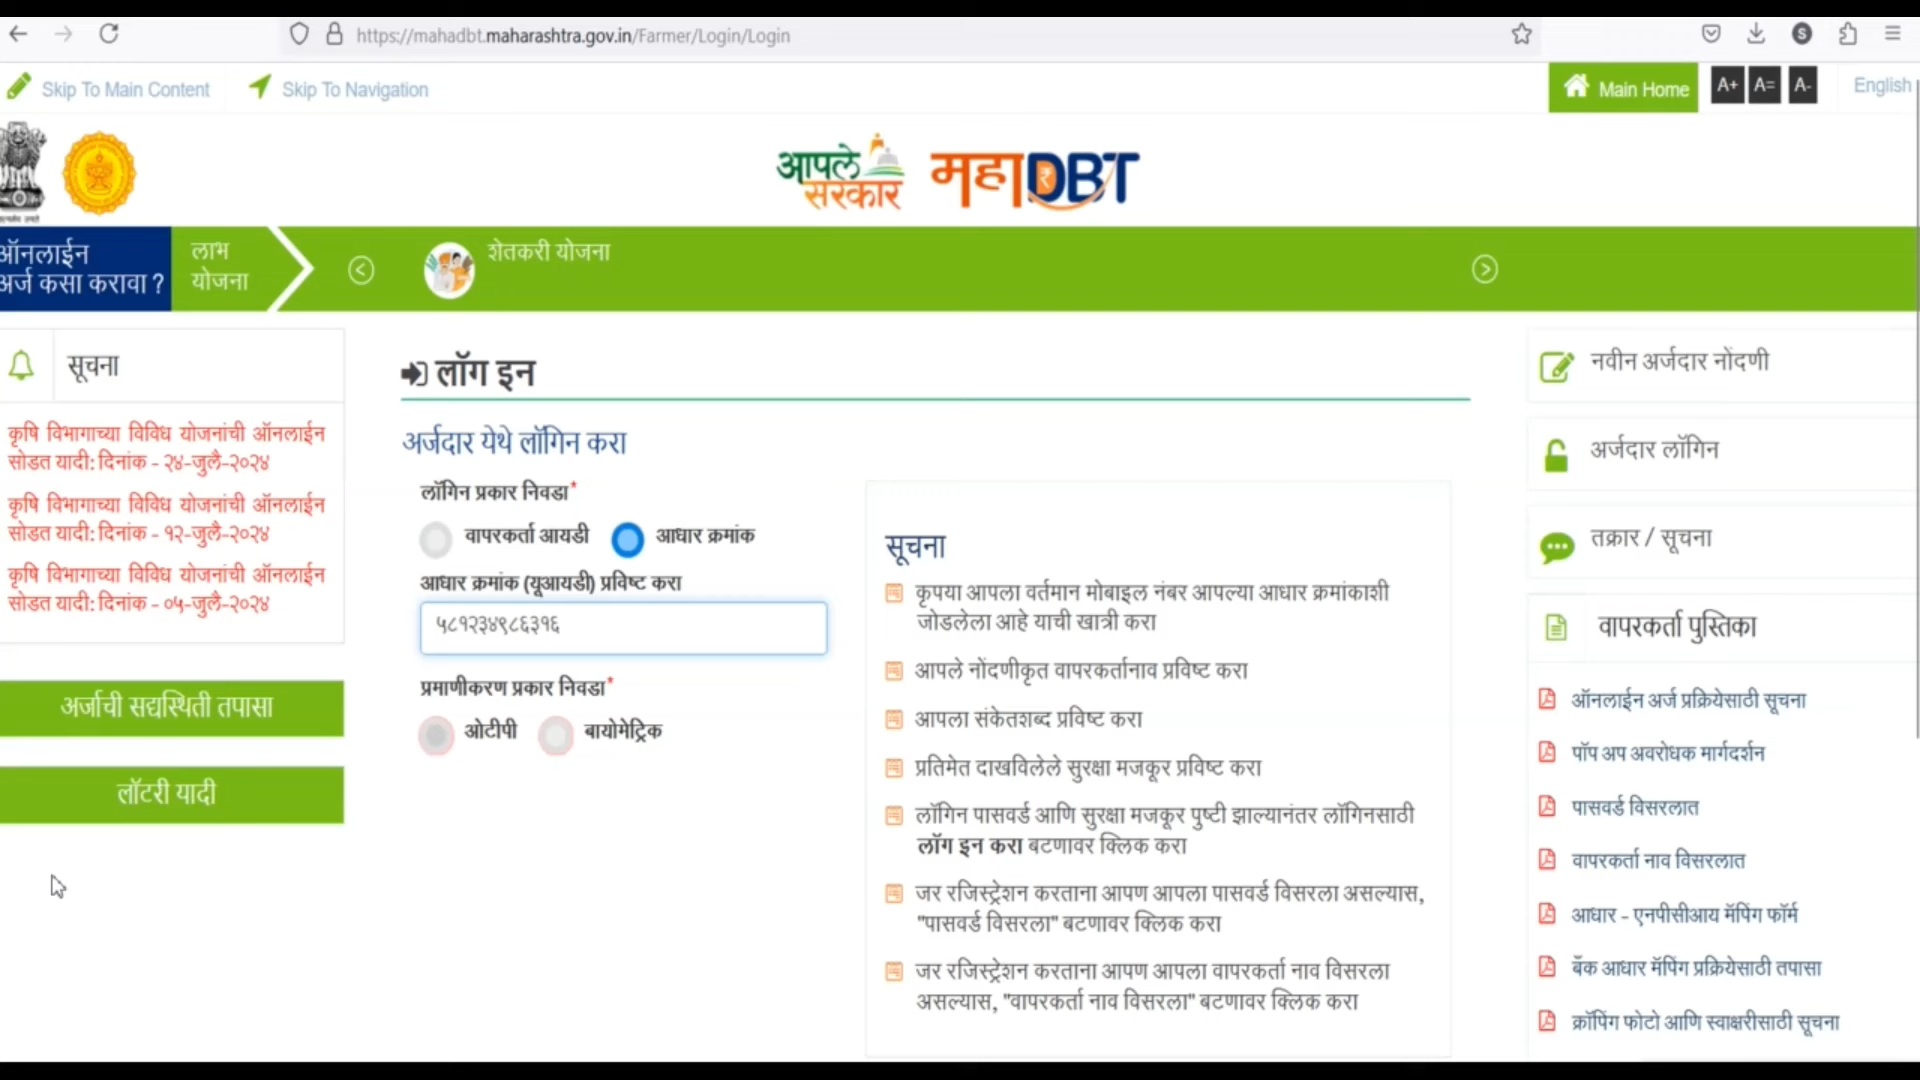 https://mahadbt.maharashtra.gov.in/Farmer/Login/Login
Skip To Main Content
Skip To Navigation
Main Home
A+
A=
A-
English
आपले
सरकार
महाDBT
ऑनलाईन
अर्ज कसा करावा ?
लाभ
योजना
शेतकरी योजना
सूचना
कृषि विभागाच्या विविध योजनांची ऑनलाईन
सोडत यादी: दिनांक - २४-जुलै-२०२४
कृषि विभागाच्या विविध योजनांची ऑनलाईन
सोडत यादी: दिनांक - १२-जुलै-२०२४
कृषि विभागाच्या विविध योजनांची ऑनलाईन
सोडत यादी: दिनांक - ०५-जुलै-२०२४
अर्जाची सद्यस्थिती तपासा
लॉटरी यादी
लॉग इन
अर्जदार येथे लॉगिन करा
लॉगिन प्रकार निवडा*
वापरकर्ता आयडी
आधार क्रमांक
आधार क्रमांक (यूआयडी) प्रविष्ट करा
५८१२३४९८६३१६
प्रमाणीकरण प्रकार निवडा*
ओटीपी
बायोमेट्रिक
सूचना
कृपया आपला वर्तमान मोबाइल नंबर आपल्या आधार क्रमांकाशी
जोडलेला आहे याची खात्री करा
आपले नोंदणीकृत वापरकर्तानाव प्रविष्ट करा
आपला संकेतशब्द प्रविष्ट करा
प्रतिमेत दाखविलेले सुरक्षा मजकूर प्रविष्ट करा
लॉगिन पासवर्ड आणि सुरक्षा मजकूर पुष्टी झाल्यानंतर लॉगिनसाठी
लॉग इन करा बटणावर क्लिक करा
जर रजिस्ट्रेशन करताना आपण आपला पासवर्ड विसरला असल्यास,
"पासवर्ड विसरला" बटणावर क्लिक करा
जर रजिस्ट्रेशन करताना आपण आपला वापरकर्ता नाव विसरला
असल्यास, "वापरकर्ता नाव विसरला" बटणावर क्लिक करा
नवीन अर्जदार नोंदणी
अर्जदार लॉगिन
तक्रार / सूचना
वापरकर्ता पुस्तिका
ऑनलाईन अर्ज प्रक्रियेसाठी सूचना
पॉप अप अवरोधक मार्गदर्शन
पासवर्ड विसरलात
वापरकर्ता नाव विसरलात
आधार - एनपीसीआय मॅपिंग फॉर्म
बँक आधार मॅपिंग प्रक्रियेसाठी तपासा
क्रॉपिंग फोटो आणि स्वाक्षरीसाठी सूचना